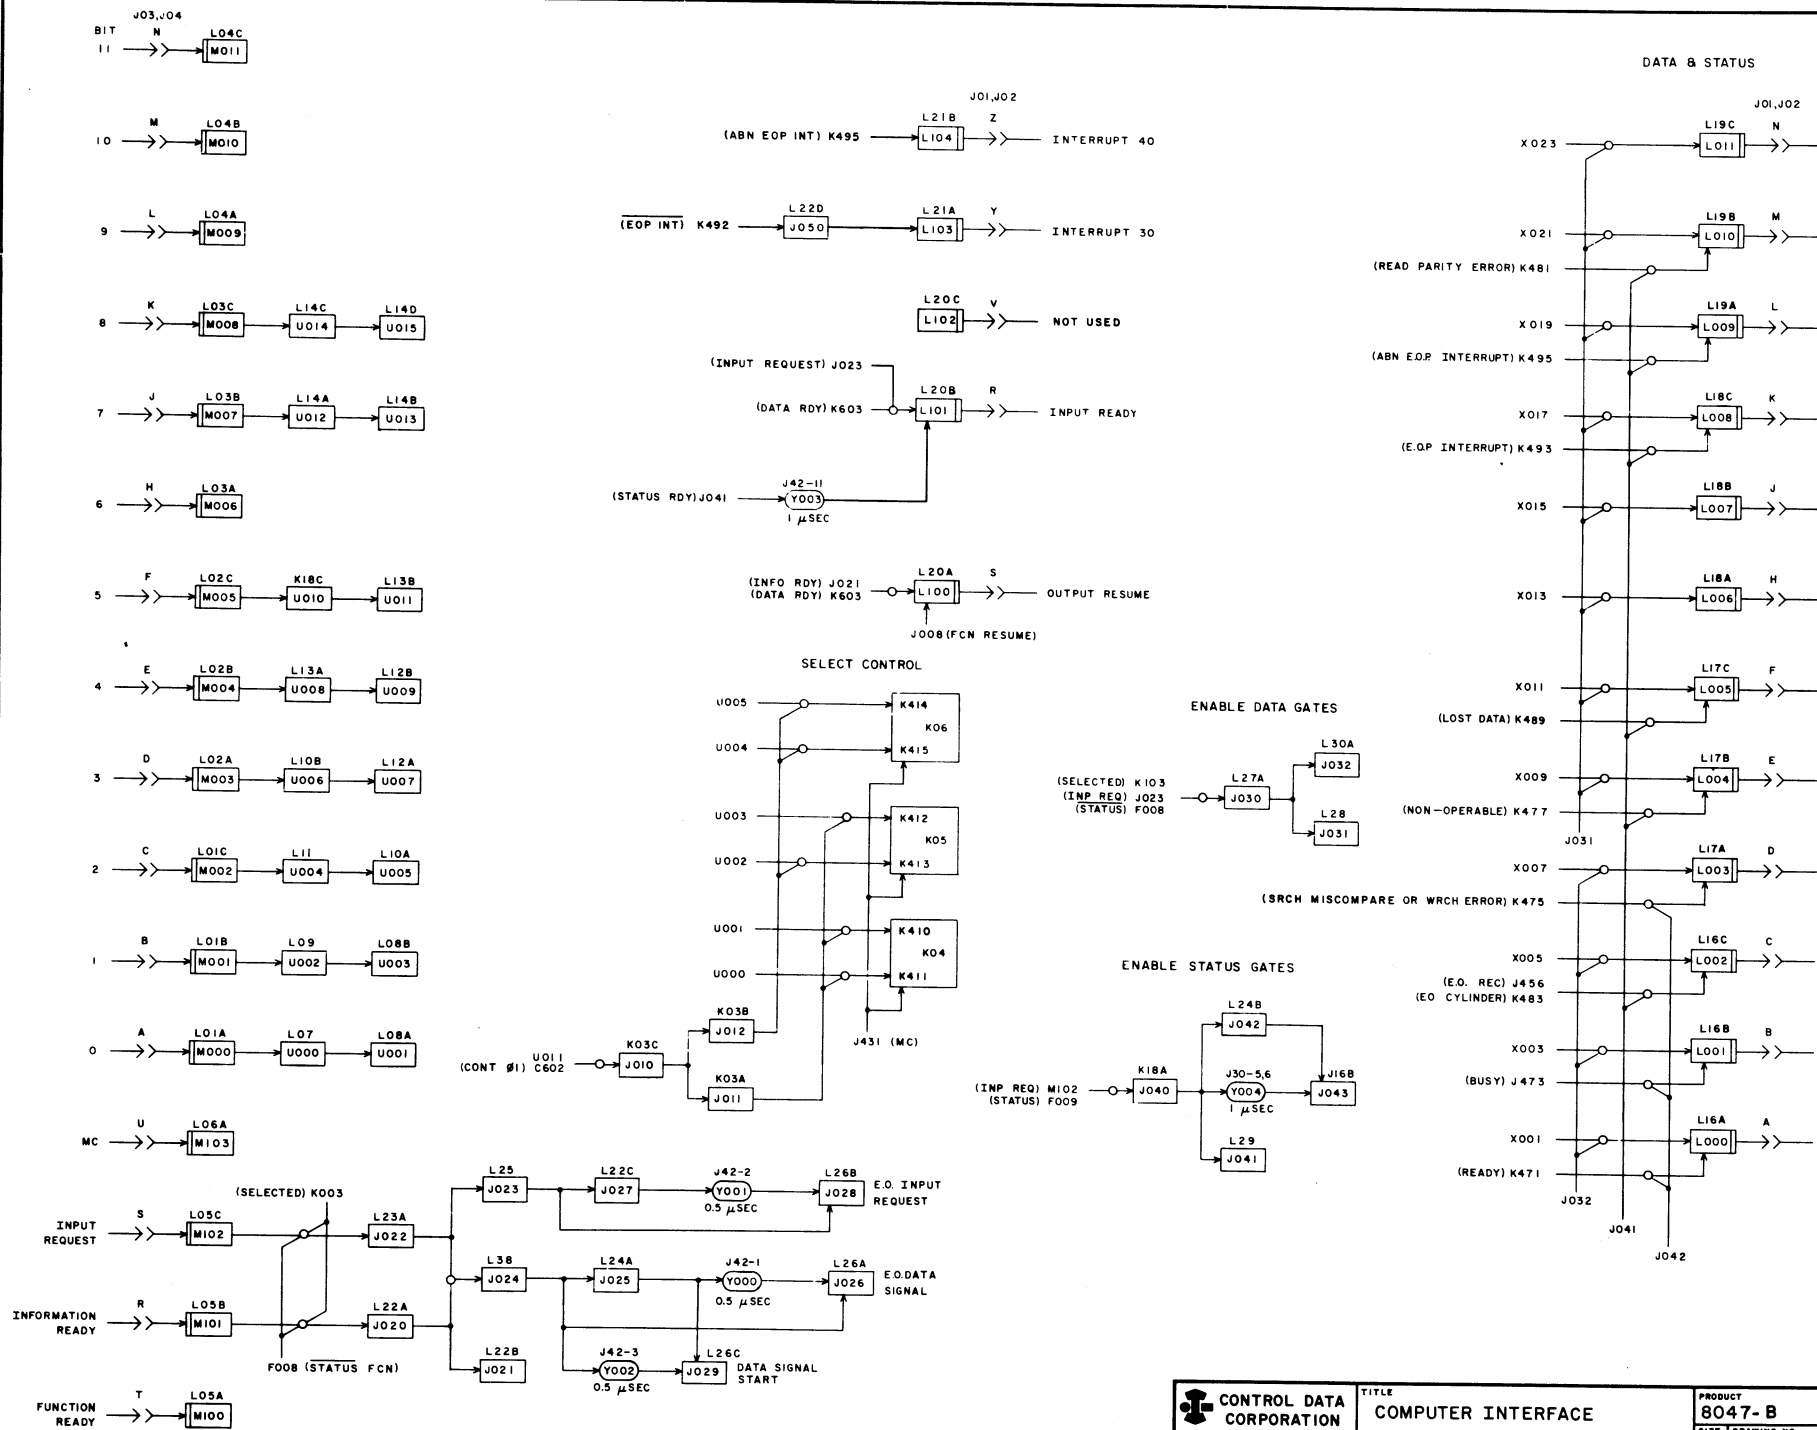 J03,J04
BIT N L04C
11 M011
M L04B
10 M010
L L04A
9 M009
K L03C L14C L14D
8 M008 U014 U015
J L03B L14A L14B
7 M007 U012 U013
H L03A
6 M006
F L02C K18C L13B
5 M005 U010 U011
E L02B L13A L12B
4 M004 U008 U009
D L02A L10B L12A
3 M003 U006 U007
C L01C L11 L10A
2 M002 U004 U005
B L01B L09 L08B
1 M001 U002 U003
A L01A L07 L08A
0 M000 U000 U001
U L06A
MC M103
(SELECTED) K003
S L05C L23A
INPUT REQUEST M102 J022
R L05B L22A
INFORMATION READY M101 J020
F008 (STATUS FCN)
T L05A
FUNCTION READY M100
L25 L22C J42-2 L26B
J023 J027 Y001 J028 E.O. INPUT REQUEST
0.5 µSEC
L38 L24A J42-1 L26A
J024 J025 Y000 J026 E.O.DATA SIGNAL
0.5 µSEC
L22B J42-3 L26C
J021 Y002 J029 DATA SIGNAL START
0.5 µSEC
J01,J02
L21B Z
(ABN EOP INT) K495 L104 INTERRUPT 40
L22D L21A Y
(EOP INT) K492 J050 L103 INTERRUPT 30
L20C V
L102 NOT USED
(INPUT REQUEST) J023
L20B R
(DATA RDY) K603 L101 INPUT READY
J42-11
(STATUS RDY) J041 Y003
1 µSEC
L20A S
(INFO RDY) J021
(DATA RDY) K603 L100 OUTPUT RESUME
J008 (FCN RESUME)
SELECT CONTROL
U005 K414
K06
U004 K415
U003 K412
K05
U002 K413
U001 K410
K04
U000 K411
K03B
J012
J431 (MC)
K03C
U011
(CONT Ø1) C602 J010
K03A
J011
ENABLE DATA GATES
L30A
J032
(SELECTED) K103 L27A
(INP REQ) J023 J030
(STATUS) F008
L28
J031
ENABLE STATUS GATES
L24B
J042
K18A J30-5,6 J16B
(INP REQ) M102 J040 Y004 J043
(STATUS) F009
1 µSEC
L29
J041
DATA & STATUS
J01,J02
L19C N
X023 L011
L19B M
X021 L010
(READ PARITY ERROR) K481
L19A L
X019 L009
(ABN E.O.P. INTERRUPT) K495
L18C K
X017 L008
(E.O.P INTERRUPT) K493
L18B J
X015 L007
L18A H
X013 L006
L17C F
X011 L005
(LOST DATA) K489
L17B E
X009 L004
(NON-OPERABLE) K477
J031
L17A D
X007 L003
(SRCH MISCOMPARE OR WRCH ERROR) K475
L16C C
X005 L002
(E.O. REC) J456
(EO CYLINDER) K483
L16B B
X003 L001
(BUSY) J473
L16A A
X001 L000
(READY) K471
J032
J041
J042
CONTROL DATA CORPORATION
TITLE
COMPUTER INTERFACE
PRODUCT
8047-B